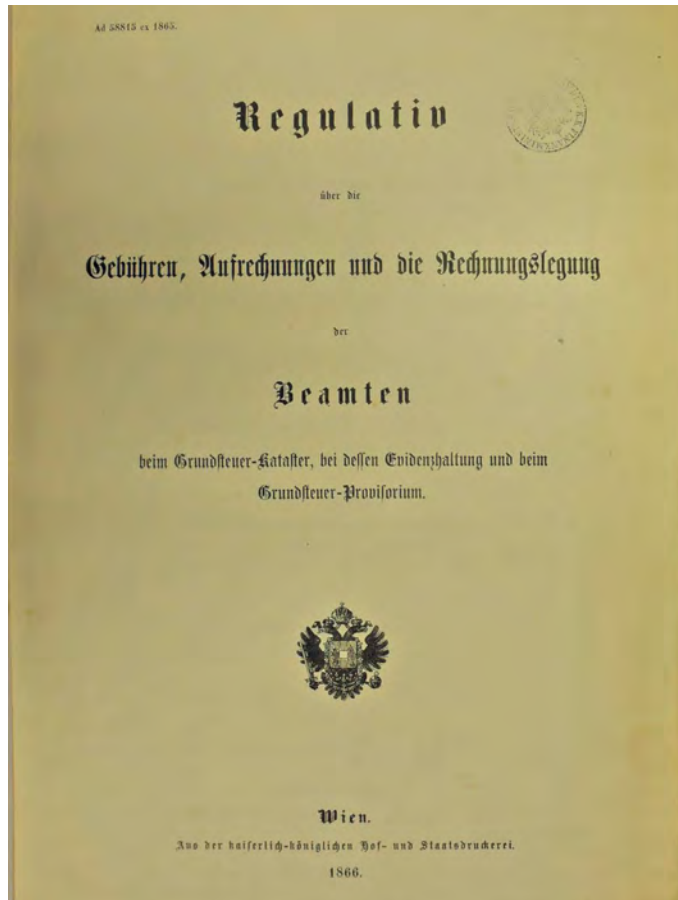 Ad 58815 ex 1865.
Regulativ
über die
Gebühren, Aufrechnungen und die Rechnungslegung
der
Beamten
beim Grundsteuer-Kataster, bei dessen Evidenzhaltung und beim
Grundsteuer-Provisorium.
Wien.
Aus der kaiserlich-königlichen Hof- und Staatsdruckerei.
1866.